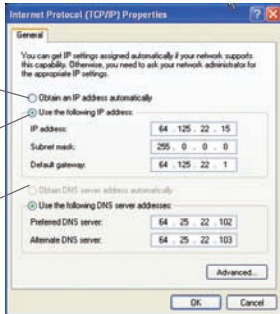 Internet Protocol (TCP/IP) Properties
General
You can get IP settings assigned automatically if your network supports
this capability. Otherwise, you need to ask your network administrator for
the appropriate IP settings.
Obtain an IP address automatically
Use the following IP address:
IP address: 64 . 125 . 22 . 15
Subnet mask: 255 . 0 . 0 . 0
Default gateway: 64 . 125 . 22 . 1
Obtain DNS server address automatically
Use the following DNS server addresses:
Preferred DNS server: 64 . 25 . 22 . 102
Alternate DNS server: 64 . 25 . 22 . 103
Advanced...
OK Cancel